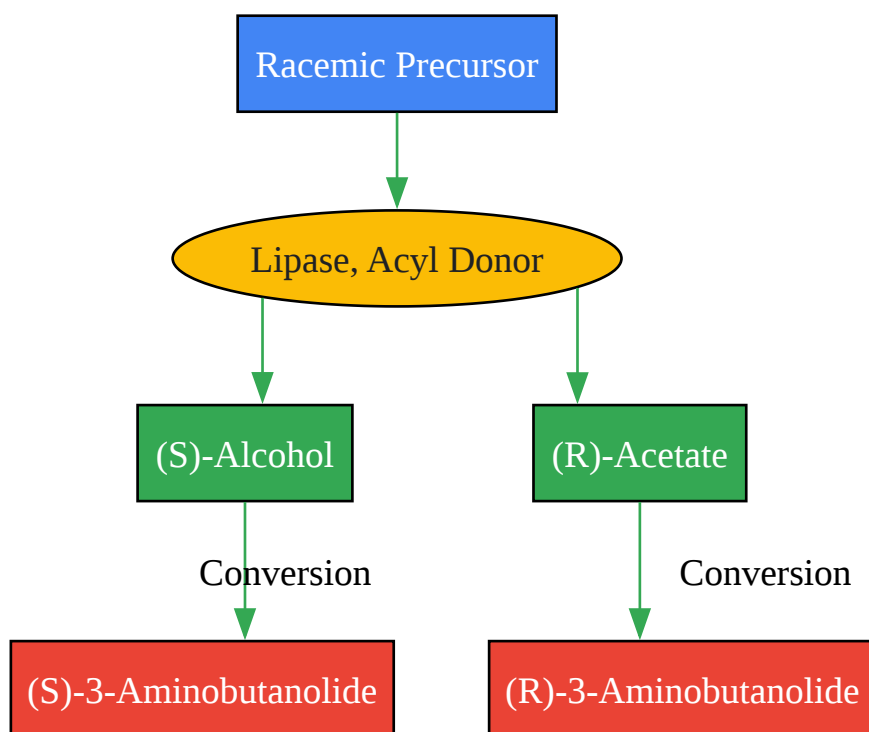 Racemic Precursor
Lipase, Acyl Donor
(S)-Alcohol
(R)-Acetate
Conversion
Conversion
(S)-3-Aminobutanolide
(R)-3-Aminobutanolide